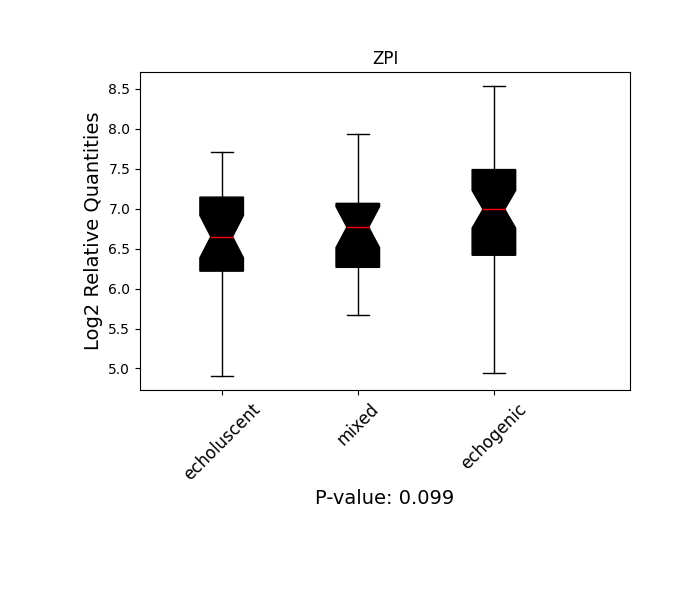 ZPI
Log2 Relative Quantities
8.5
8.0
7.5
7.0
6.5
6.0
5.5
5.0
echoluscent
mixed
echogenic
P-value: 0.099